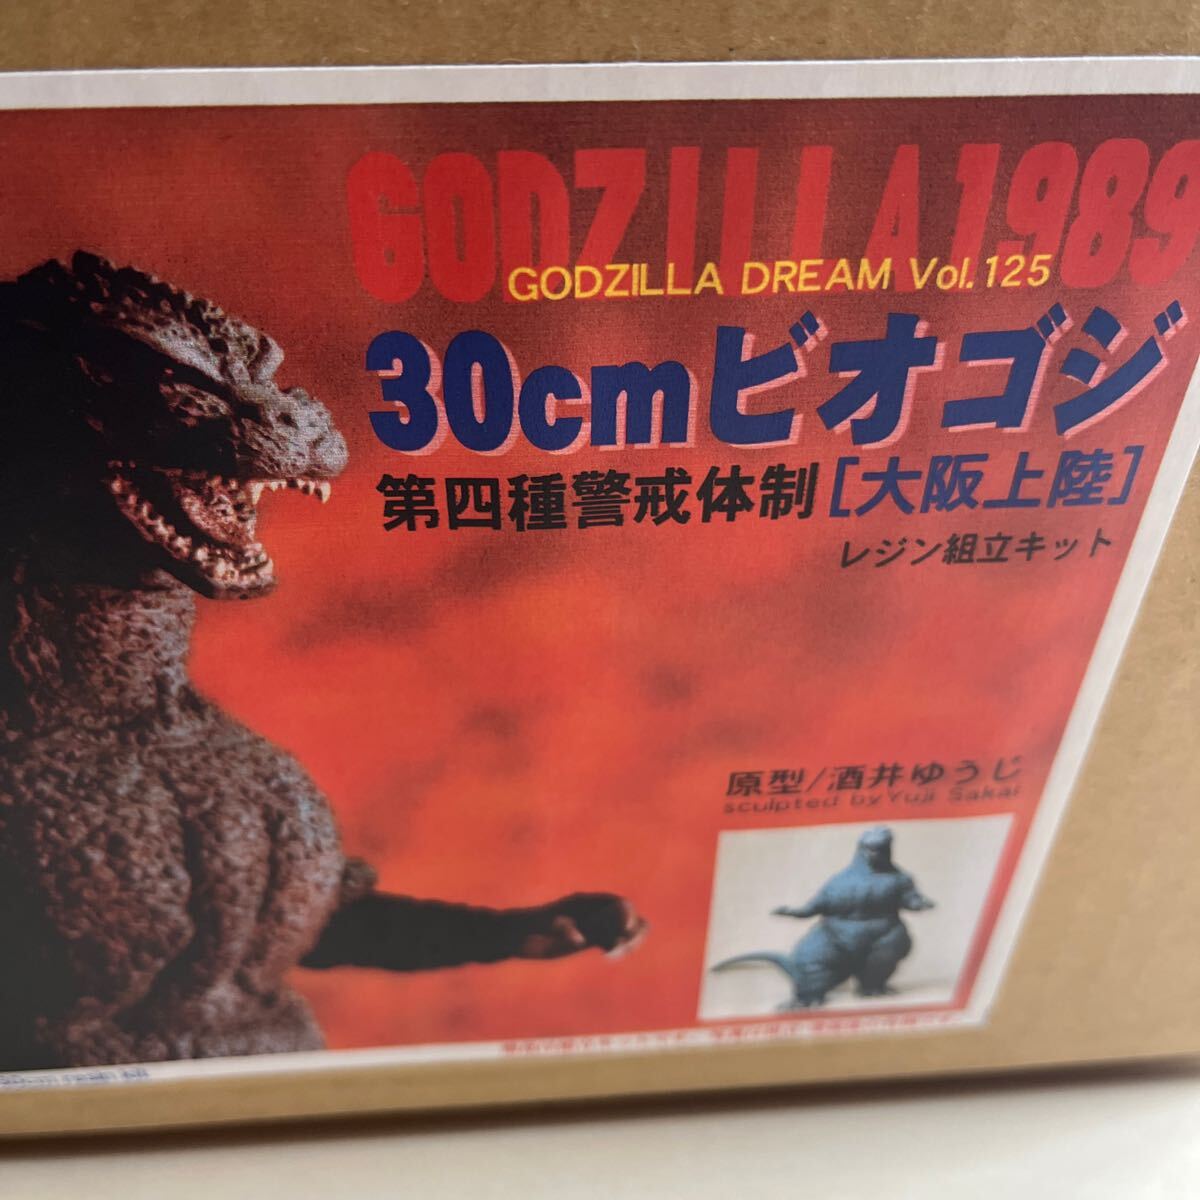 GODZILLA1989
GODZILLA DREAM Vol.125
30cmビオゴジ
第四種警戒体制[大阪上陸]
レジン組立キット
原型/酒井ゆうじ
sculpted by Yuji Sakai